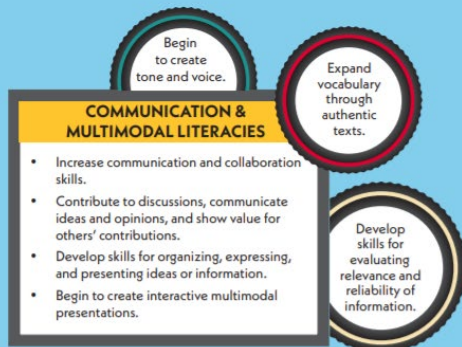 Begin
to create
tone and voice.
Expand
vocabulary
through
authentic
texts.
COMMUNICATION &
MULTIMODAL LITERACIES
• Increase communication and collaboration
skills.
• Contribute to discussions, communicate
ideas and opinions, and show value for
others’ contributions.
• Develop skills for organizing, expressing,
and presenting ideas or information.
• Begin to create interactive multimodal
presentations.
Develop
skills for
evaluating
relevance and
reliability of
information.